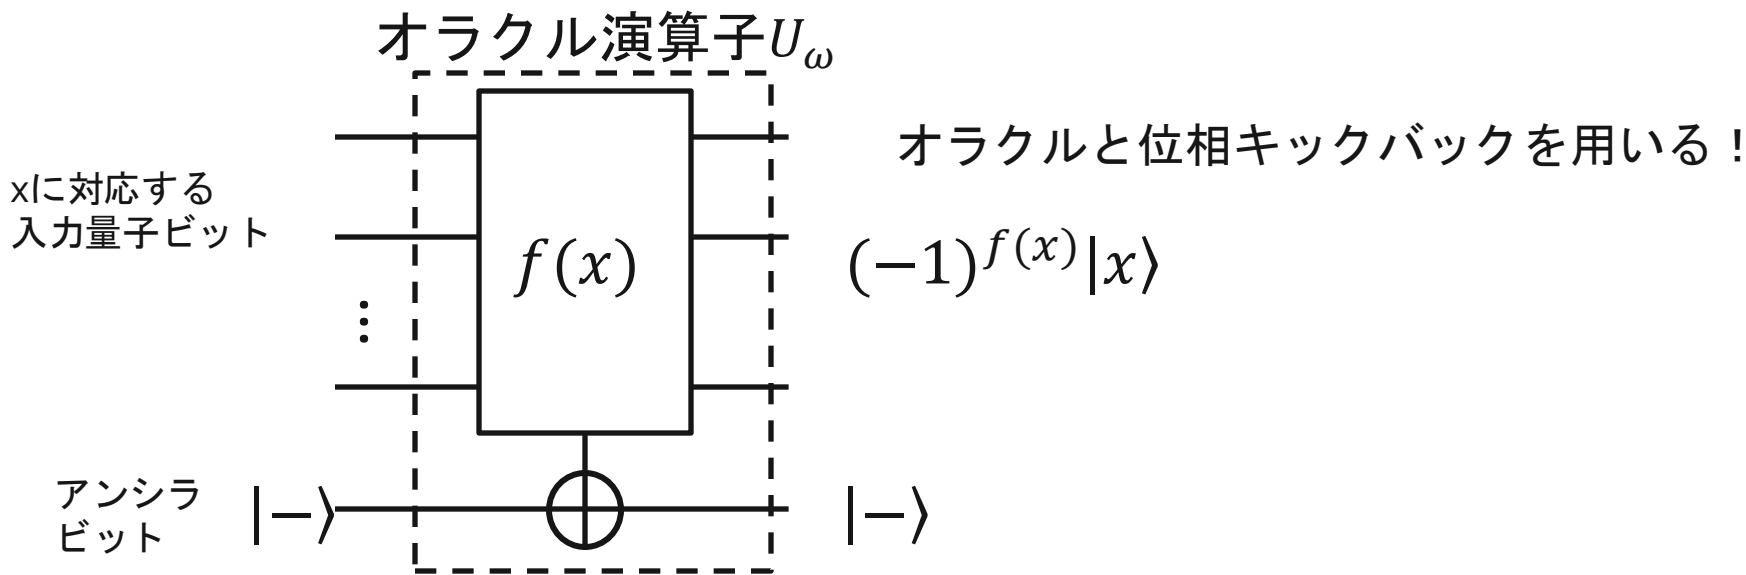 オラクル演算子Uω
オラクルと位相キックバックを用いる！
xに対応する
入力量子ビット
f(x)
(−1)^f(x)|x⟩
⋮
アンシラ
ビット
|−⟩
|−⟩